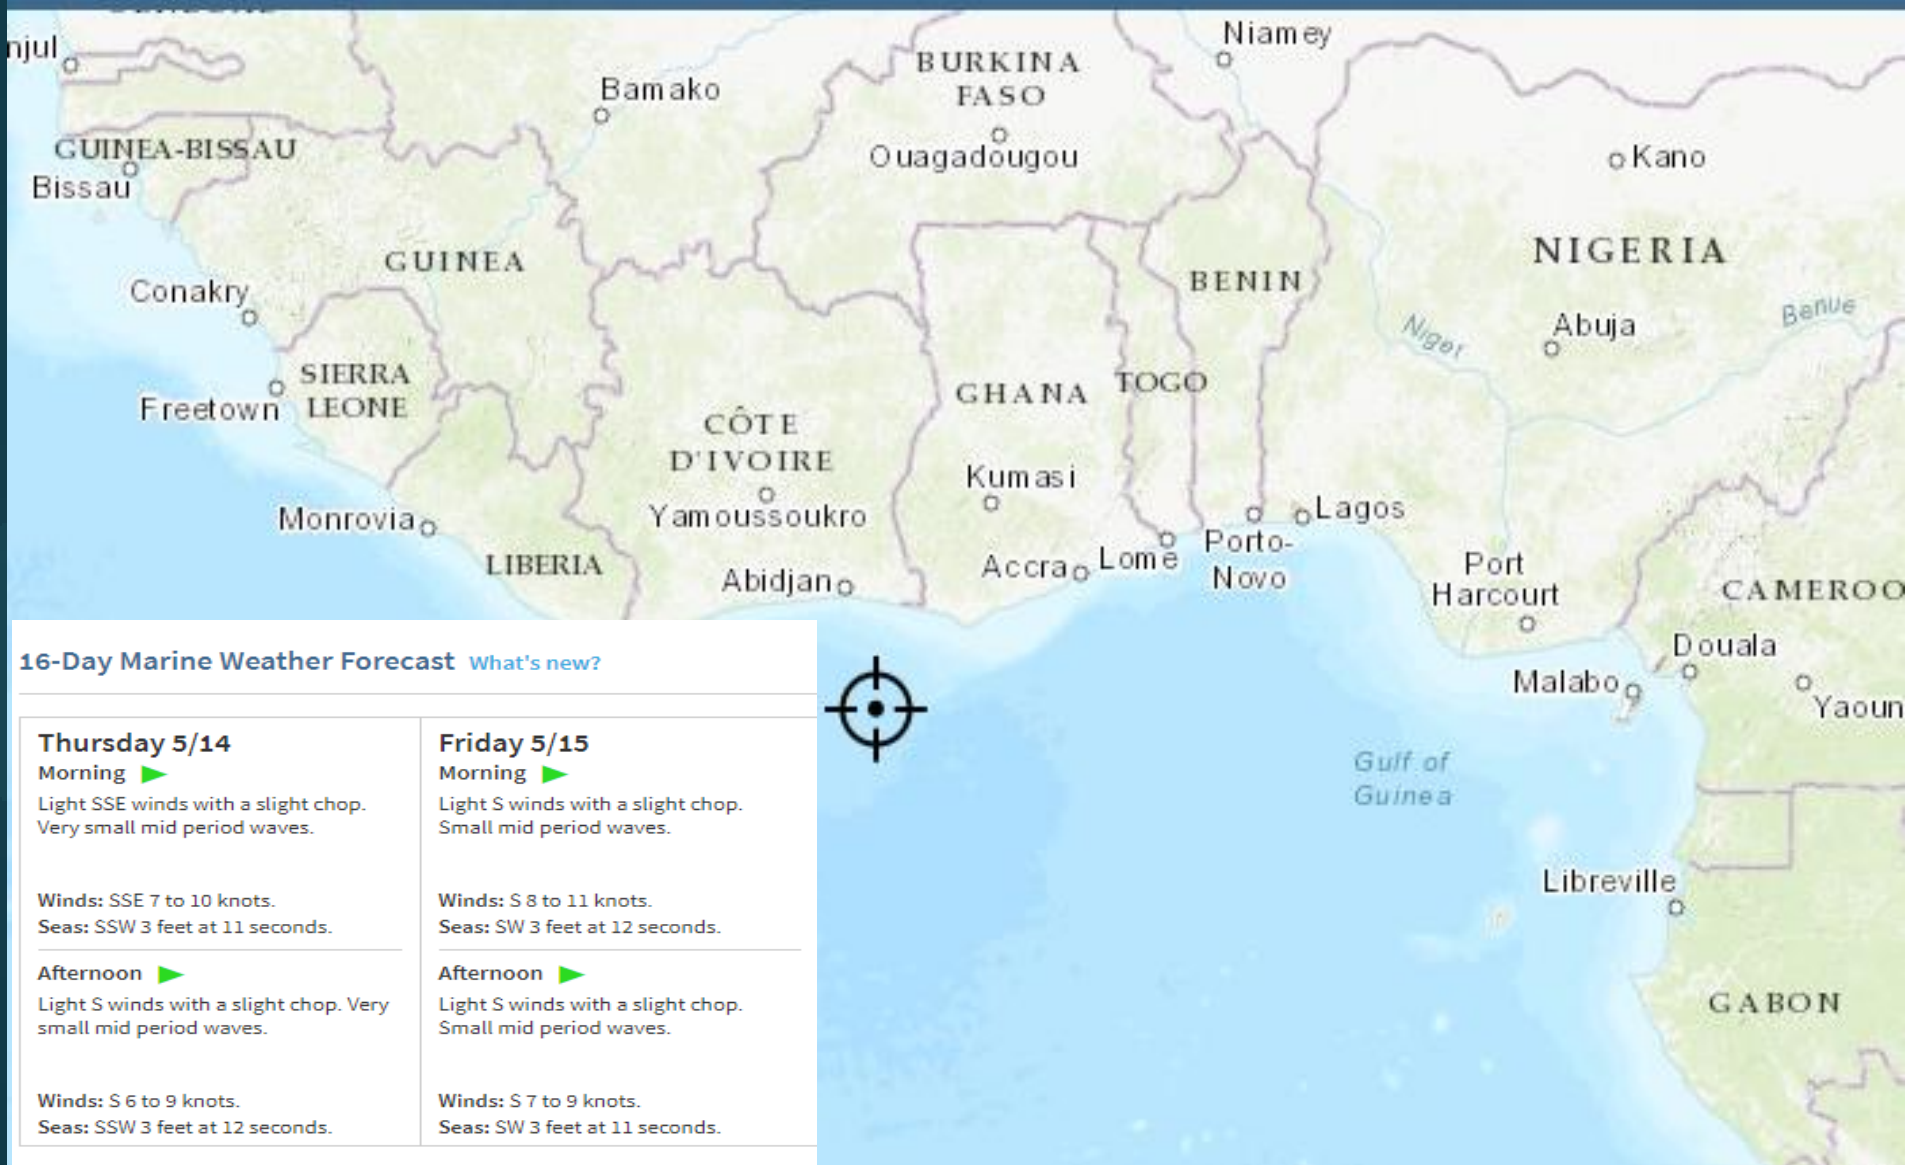 njul
Niamey
Bamako
BURKINA
FASO
Ouagadougou
Kano
GUINEA-BISSAU
Bissau
NIGERIA
GUINEA
BENIN
Conakry
Niger
Abuja
Benue
SIERRA
LEONE
Freetown
GHANA
TOGO
CÔTE
D'IVOIRE
Kumasi
Yamoussoukro
Monrovia
Lagos
Porto-
Novo
LIBERIA
Abidjan
Accra
Lome
Port
Harcourt
CAMEROO
Douala
Malabo
Yaoun
Gulf of
Guinea
Libreville
GABON
16-Day Marine Weather Forecast What's new?
Thursday 5/14
Morning
Light SSE winds with a slight chop.
Very small mid period waves.
Winds: SSE 7 to 10 knots.
Seas: SSW 3 feet at 11 seconds.
Afternoon
Light S winds with a slight chop. Very
small mid period waves.
Winds: S 6 to 9 knots.
Seas: SSW 3 feet at 12 seconds.
Friday 5/15
Morning
Light S winds with a slight chop.
Small mid period waves.
Winds: S 8 to 11 knots.
Seas: SW 3 feet at 12 seconds.
Afternoon
Light S winds with a slight chop.
Small mid period waves.
Winds: S 7 to 9 knots.
Seas: SW 3 feet at 11 seconds.